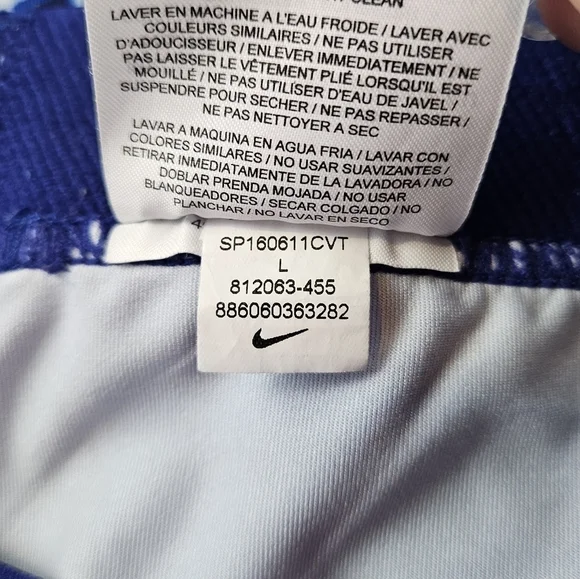 CLEAN
LAVER EN MACHINE A L'EAU FROIDE / LAVER AVEC
COULEURS SIMILAIRES / NE PAS UTILISER
D'ADOUCISSEUR / ENLEVER IMMEDIATEMENT / NE
PAS LAISSER LE VÊTEMENT PLIÉ LORSQU'IL EST
MOUILLÉ / NE PAS UTILISER D'EAU DE JAVEL /
SUSPENDRE POUR SECHER / NE PAS REPASSER /
NE PAS NETTOYER A SEC
LAVAR A MAQUINA EN AGUA FRIA / LAVAR CON
COLORES SIMILARES / NO USAR SUAVIZANTES /
RETIRAR INMEDIATAMENTE DE LA LAVADORA / NO
DOBLAR PRENDA MOJADA / NO USAR
BLANQUEADORES / SECAR COLGADO / NO
PLANCHAR / NO LAVAR EN SECO
4
SP160611CVT
L
812063-455
886060363282